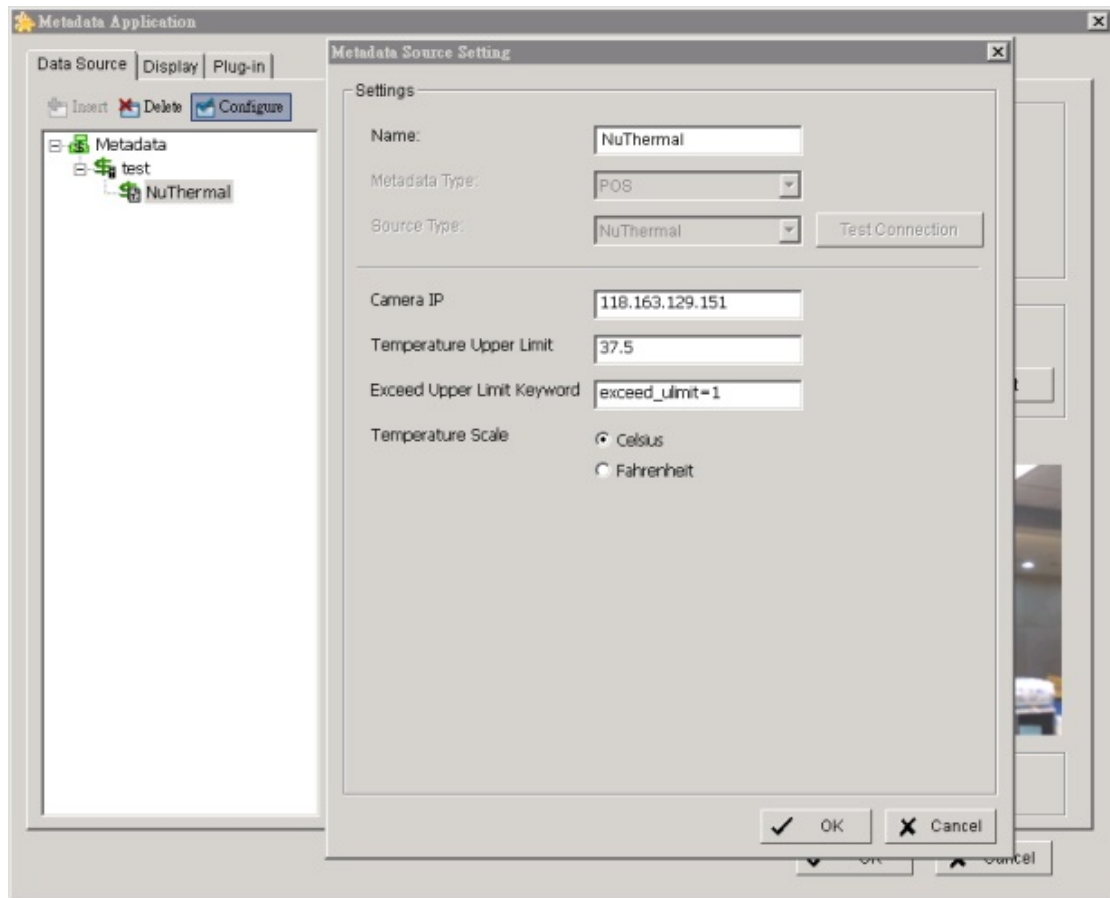 Metadata Application
Data Source Display Plug-in
Insert Delete Configure
Metadata
test
NuThermal
Metadata Source Setting
Settings
Name: NuThermal
Metadata Type: POS
Source Type: NuThermal Test Connection
Camera IP 118.163.129.151
Temperature Upper Limit 37.5
Exceed Upper Limit Keyword exceed_ulimit=1
Temperature Scale Celsius
Fahrenheit
OK Cancel
OK Cancel